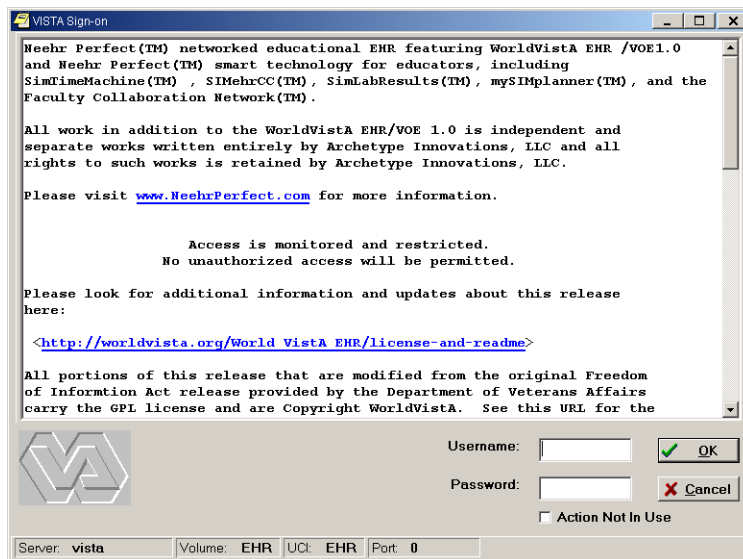 VISTA Sign-on
Neehr Perfect(TM) networked educational EHR featuring WorldVistA EHR /VOE1.0
and Neehr Perfect(TM) smart technology for educators, including
SimTimeMachine(TM) , SIMehrCC(TM), SimLabResults(TM), mySIMplanner(TM), and the
Faculty Collaboration Network(TM).
All work in addition to the WorldVistA EHR/VOE 1.0 is independent and
separate works written entirely by Archetype Innovations, LLC and all
rights to such works is retained by Archetype Innovations, LLC.
Please visit www.NeehrPerfect.com for more information.
Access is monitored and restricted.
No unauthorized access will be permitted.
Please look for additional information and updates about this release
here:
<http://worldvista.org/World VistA EHR/license-and-readme>
All portions of this release that are modified from the original Freedom
of Informtion Act release provided by the Department of Veterans Affairs
carry the GPL license and are Copyright WorldVistA.  See this URL for the
Username:
OK
Password:
Cancel
Action Not In Use
Server: vista Volume: EHR UCI: EHR Port: 0